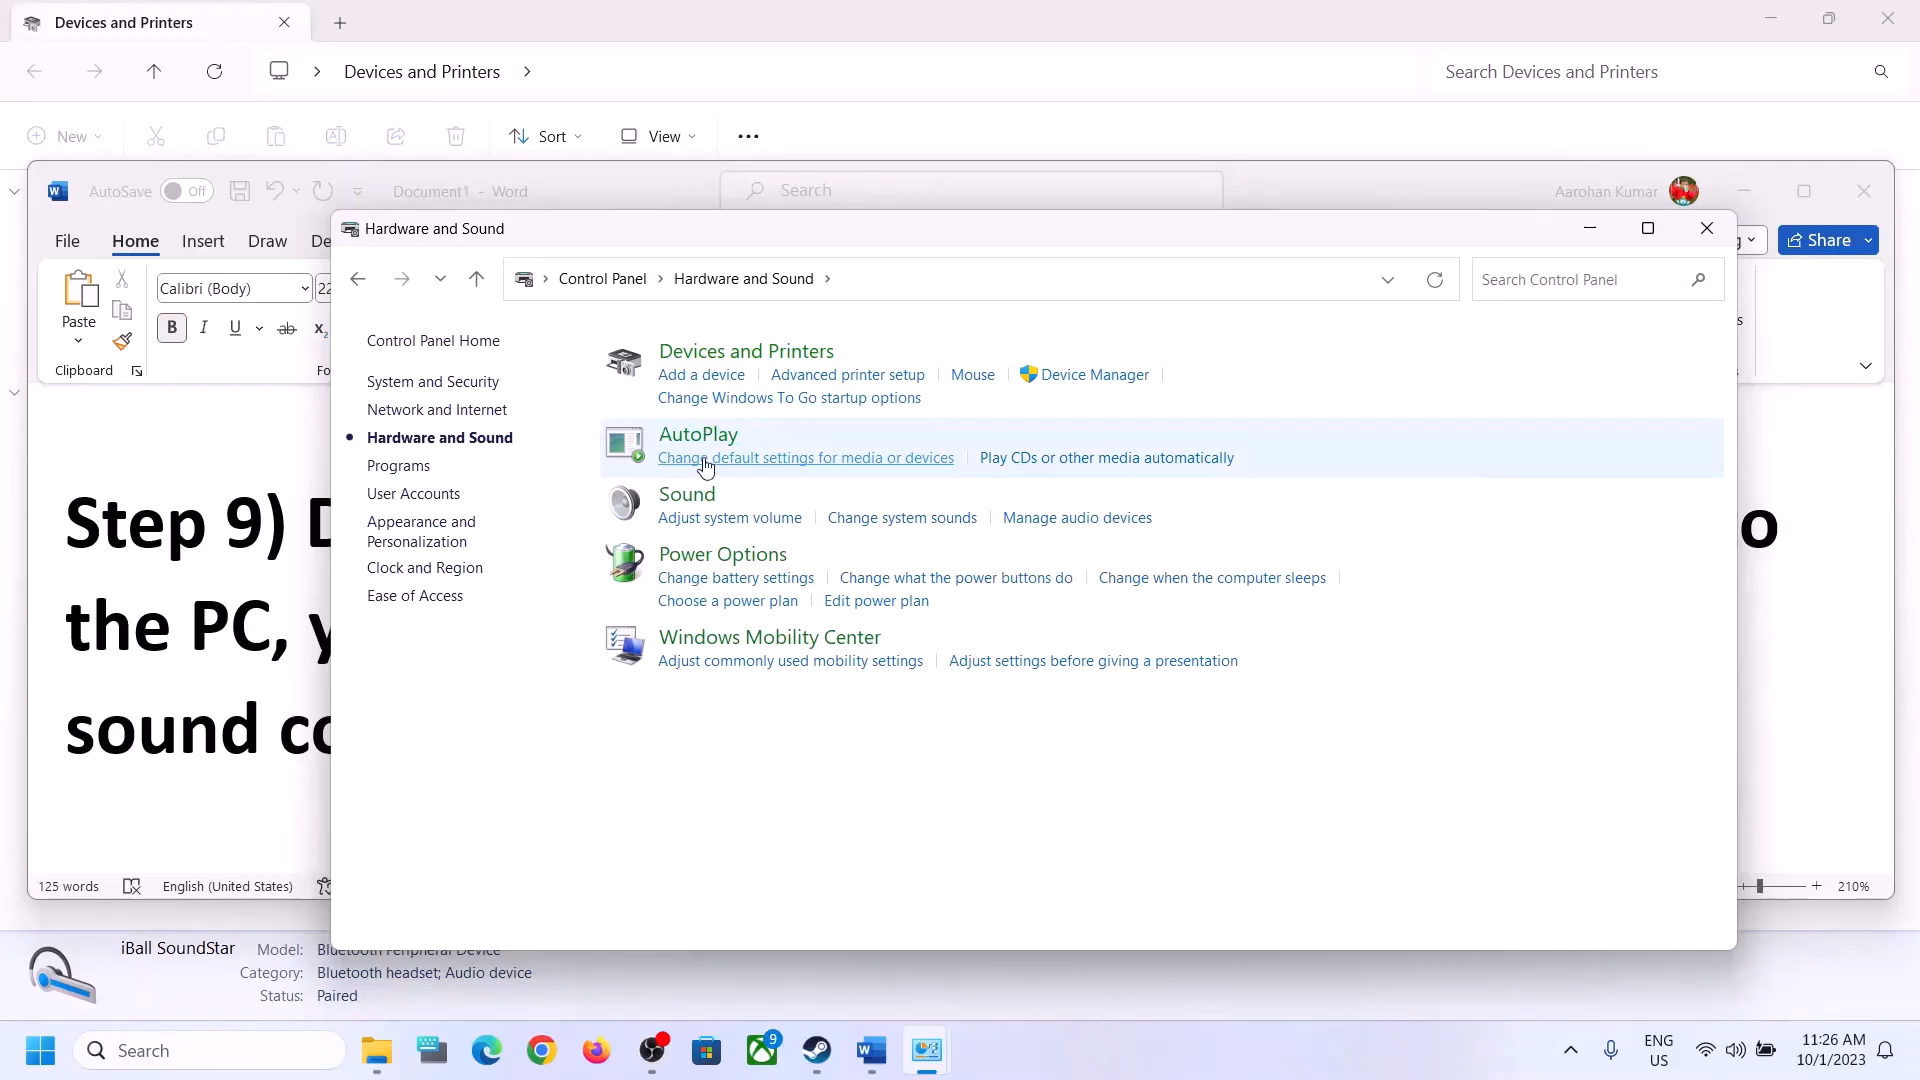 Devices and Printers
Devices and Printers
Search Devices and Printers
New
Sort
View
AutoSave Off
Document1 - Word
Search
Aarohan Kumar
File Home Insert Draw
Share
Paste
Calibri (Body)
B I U ab
Clipboard
Step 9)
the PC,
sound
125 words
English (United States)
210%
Hardware and Sound
Control Panel > Hardware and Sound >
Search Control Panel
Control Panel Home
System and Security
Network and Internet
Hardware and Sound
Programs
User Accounts
Appearance and
Personalization
Clock and Region
Ease of Access
Devices and Printers
Add a device
Advanced printer setup
Mouse
Device Manager
Change Windows To Go startup options
AutoPlay
Change default settings for media or devices
Play CDs or other media automatically
Sound
Adjust system volume
Change system sounds
Manage audio devices
Power Options
Change battery settings
Change what the power buttons do
Change when the computer sleeps
Choose a power plan
Edit power plan
Windows Mobility Center
Adjust commonly used mobility settings
Adjust settings before giving a presentation
iBall SoundStar
Model: Bluetooth Peripheral Device
Category: Bluetooth headset; Audio device
Status: Paired
Search
9
ENG
US
11:26 AM
10/1/2023